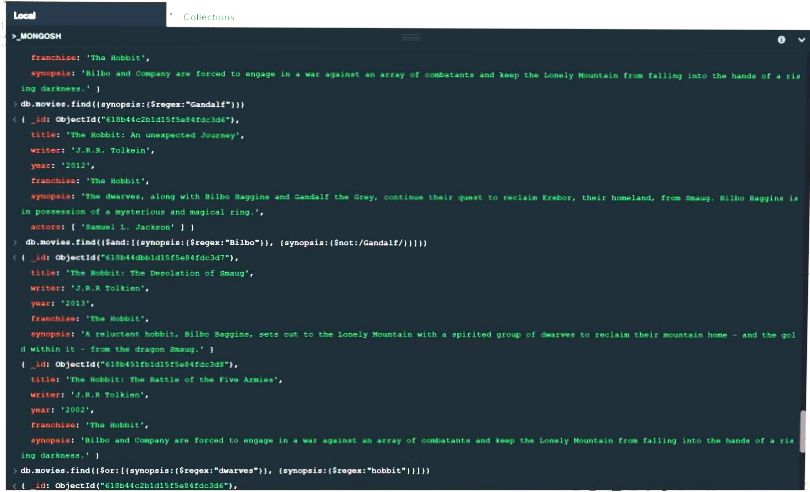 Local
Collections
>_MONGOSH
franchise: 'The Hobbit',
synopsis: 'Bilbo and Company are forced to engage in a war against an array of combatants and keep the Lonely Mountain from falling into the hands of a ris
ing darkness.' }
> db.movies.find({synopsis:{$regex:"Gandalf"}})
< { _id: ObjectId("618b44c2b1d15f5e84fdc3d6"),
title: 'The Hobbit: An unexpected Journey',
writer: 'J.R.R. Tolkein',
year: '2012',
franchise: 'The Hobbit',
synopsis: 'The dwarves, along with Bilbo Baggins and Gandalf the Grey, continue their quest to reclaim Erebor, their homeland, from Smaug. Bilbo Baggins is
in possession of a mysterious and magical ring.',
actors: [ 'Samuel L. Jackson' ] }
> db.movies.find({$and:[{synopsis:{$regex:"Bilbo"}}, {synopsis:{$not:/Gandalf/}}]})
< { _id: ObjectId("618b44dbb1d15f5e84fdc3d7"),
title: 'The Hobbit: The Desolation of Smaug',
writer: 'J.R.R Tolkien',
year: '2013',
franchise: 'The Hobbit',
synopsis: 'A reluctant hobbit, Bilbo Baggins, sets out to the Lonely Mountain with a spirited group of dwarves to reclaim their mountain home - and the gol
d within it - from the dragon Smaug.' }
{ _id: ObjectId("618b451fb1d15f5e84fdc3d8"),
title: 'The Hobbit: The Battle of the Five Armies',
writer: 'J.R.R Tolkien',
year: '2002',
franchise: 'The Hobbit',
synopsis: 'Bilbo and Company are forced to engage in a war against an array of combatants and keep the Lonely Mountain from falling into the hands of a ris
ing darkness.' }
> db.movies.find({$or:[{synopsis:{$regex:"dwarves"}}, {synopsis:{$regex:"hobbit"}}]})
< { _id: ObjectId("618b44c2b1d15f5e84fdc3d6"),